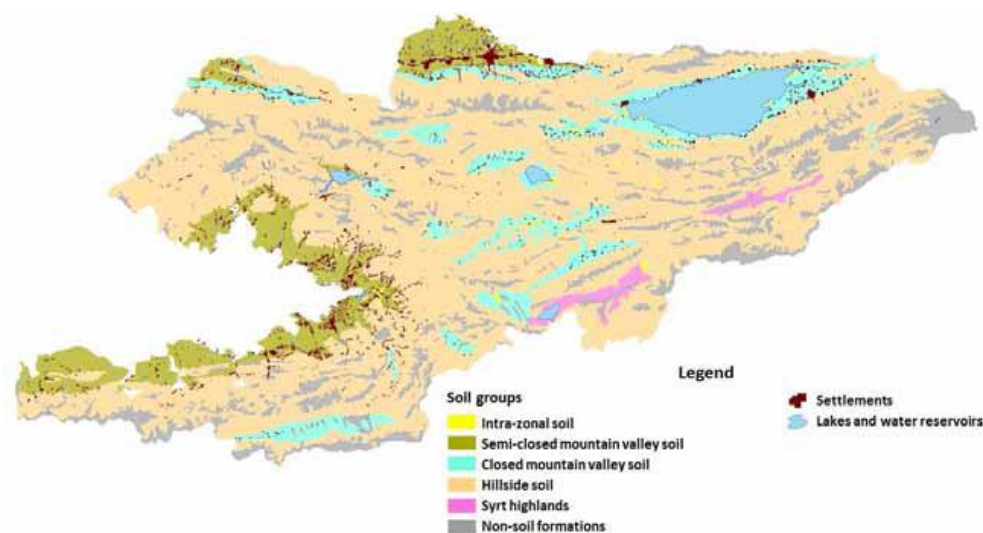 Legend
Soil groups
Intra-zonal soil
Semi-closed mountain valley soil
Closed mountain valley soil
Hillside soil
Syrt highlands
Non-soil formations
Settlements
Lakes and water reservoirs